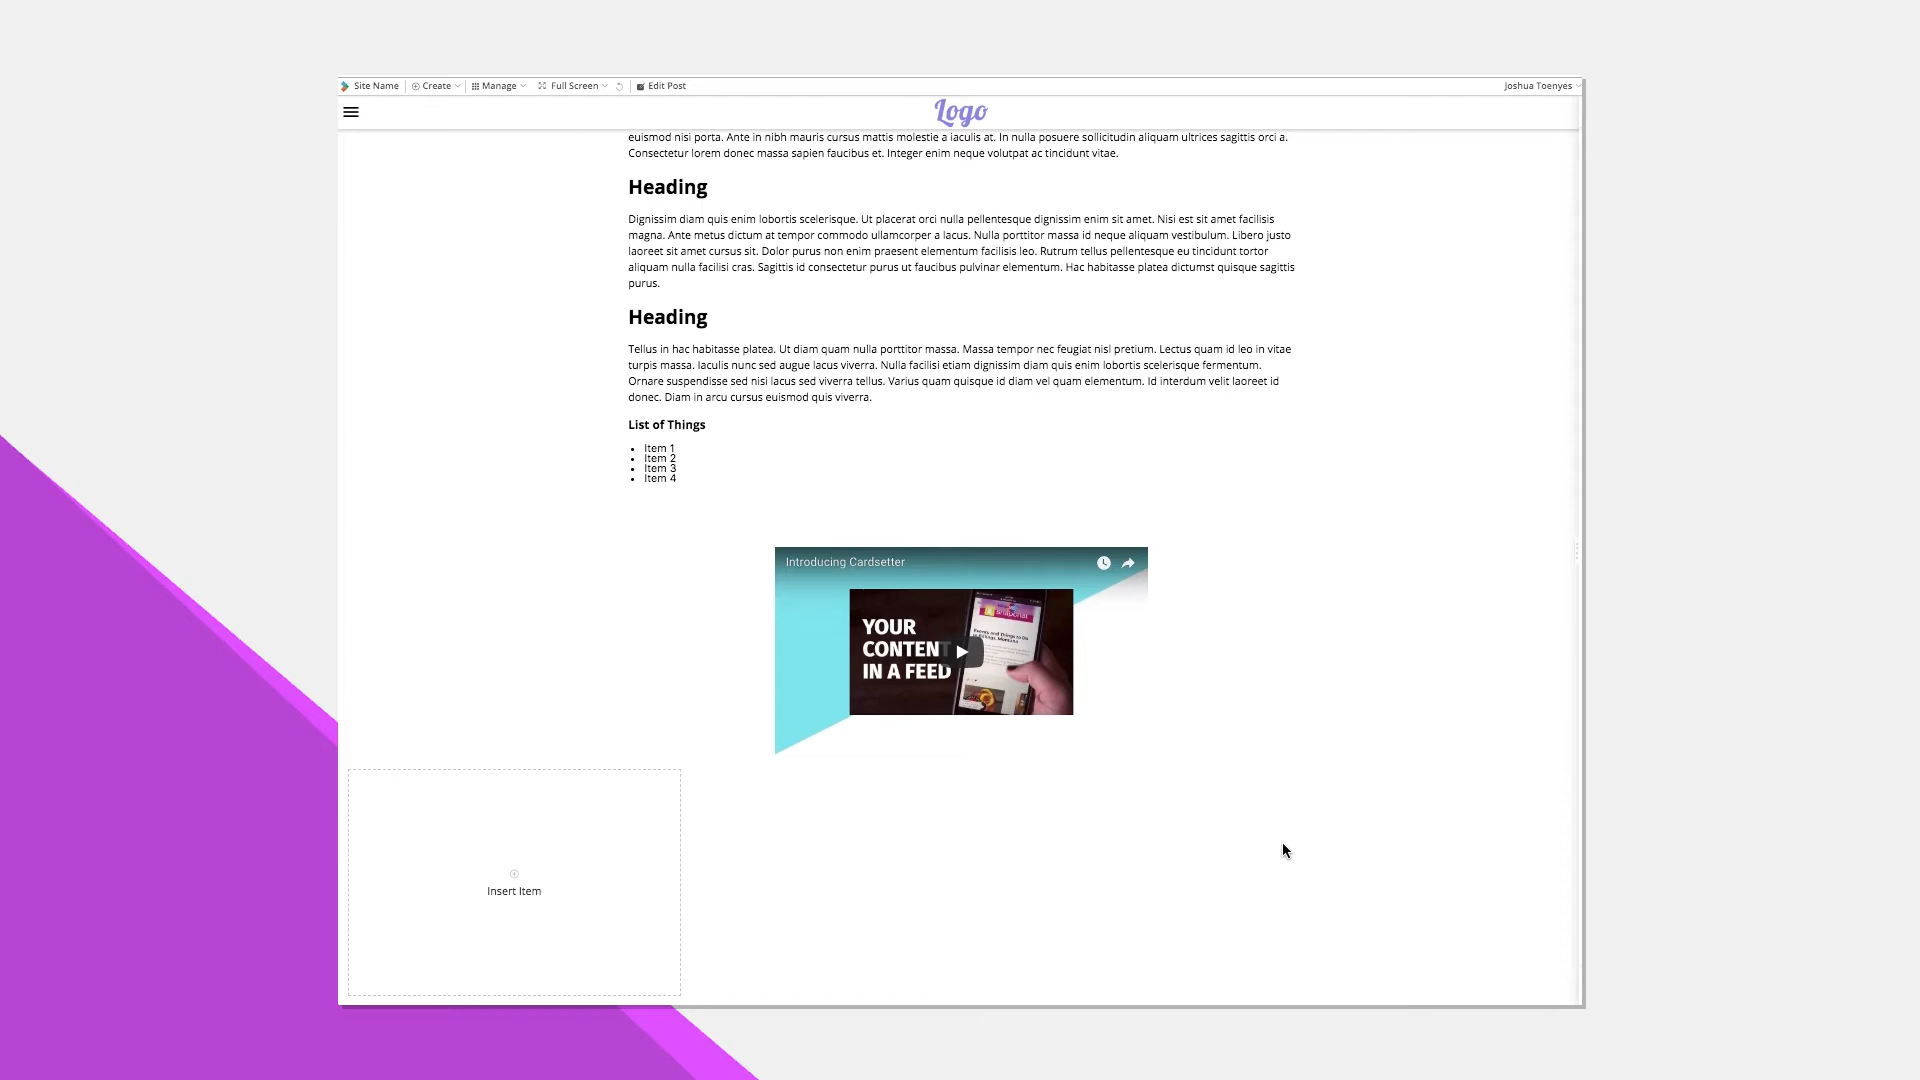 Site Name Create Manage Full Screen Edit Post Joshua Toenyes
Logo
euismod nisi porta. Ante in nibh mauris cursus mattis molestie a iaculis at. In nulla posuere sollicitudin aliquam ultrices sagittis orci a.
Consectetur lorem donec massa sapien faucibus et. Integer enim neque volutpat ac tincidunt vitae.
Heading
Dignissim diam quis enim lobortis scelerisque. Ut placerat orci nulla pellentesque dignissim enim sit amet. Nisi est sit amet facilisis
magna. Ante metus dictum at tempor commodo ullamcorper a lacus. Nulla porttitor massa id neque aliquam vestibulum. Libero justo
laoreet sit amet cursus sit. Dolor purus non enim praesent elementum facilisis leo. Rutrum tellus pellentesque eu tincidunt tortor
aliquam nulla facilisi cras. Sagittis id consectetur purus ut faucibus pulvinar elementum. Hac habitasse platea dictumst quisque sagittis
purus.
Heading
Tellus in hac habitasse platea. Ut diam quam nulla porttitor massa. Massa tempor nec feugiat nisl pretium. Lectus quam id leo in vitae
turpis massa. Iaculis nunc sed augue lacus viverra. Nulla facilisi etiam dignissim diam quis enim lobortis scelerisque fermentum.
Ornare suspendisse sed nisi lacus sed viverra tellus. Varius quam quisque id diam vel quam elementum. Id interdum velit laoreet id
donec. Diam in arcu cursus euismod quis viverra.
List of Things
• Item 1
• Item 2
• Item 3
• Item 4
Introducing Cardsetter
YOUR
CONTENT
IN A FEED
Insert Item